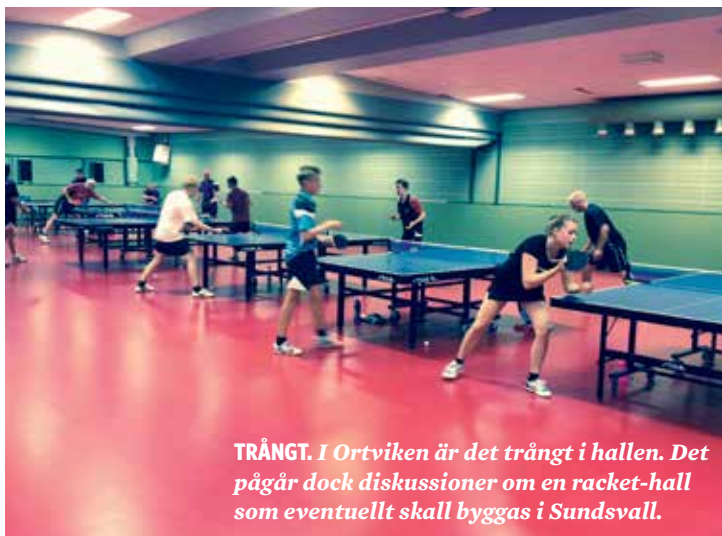 TRÅNGT. I Ortviken är det trångt i hallen. Det
pågår dock diskussioner om en racket-hall
som eventuellt skall byggas i Sundsvall.